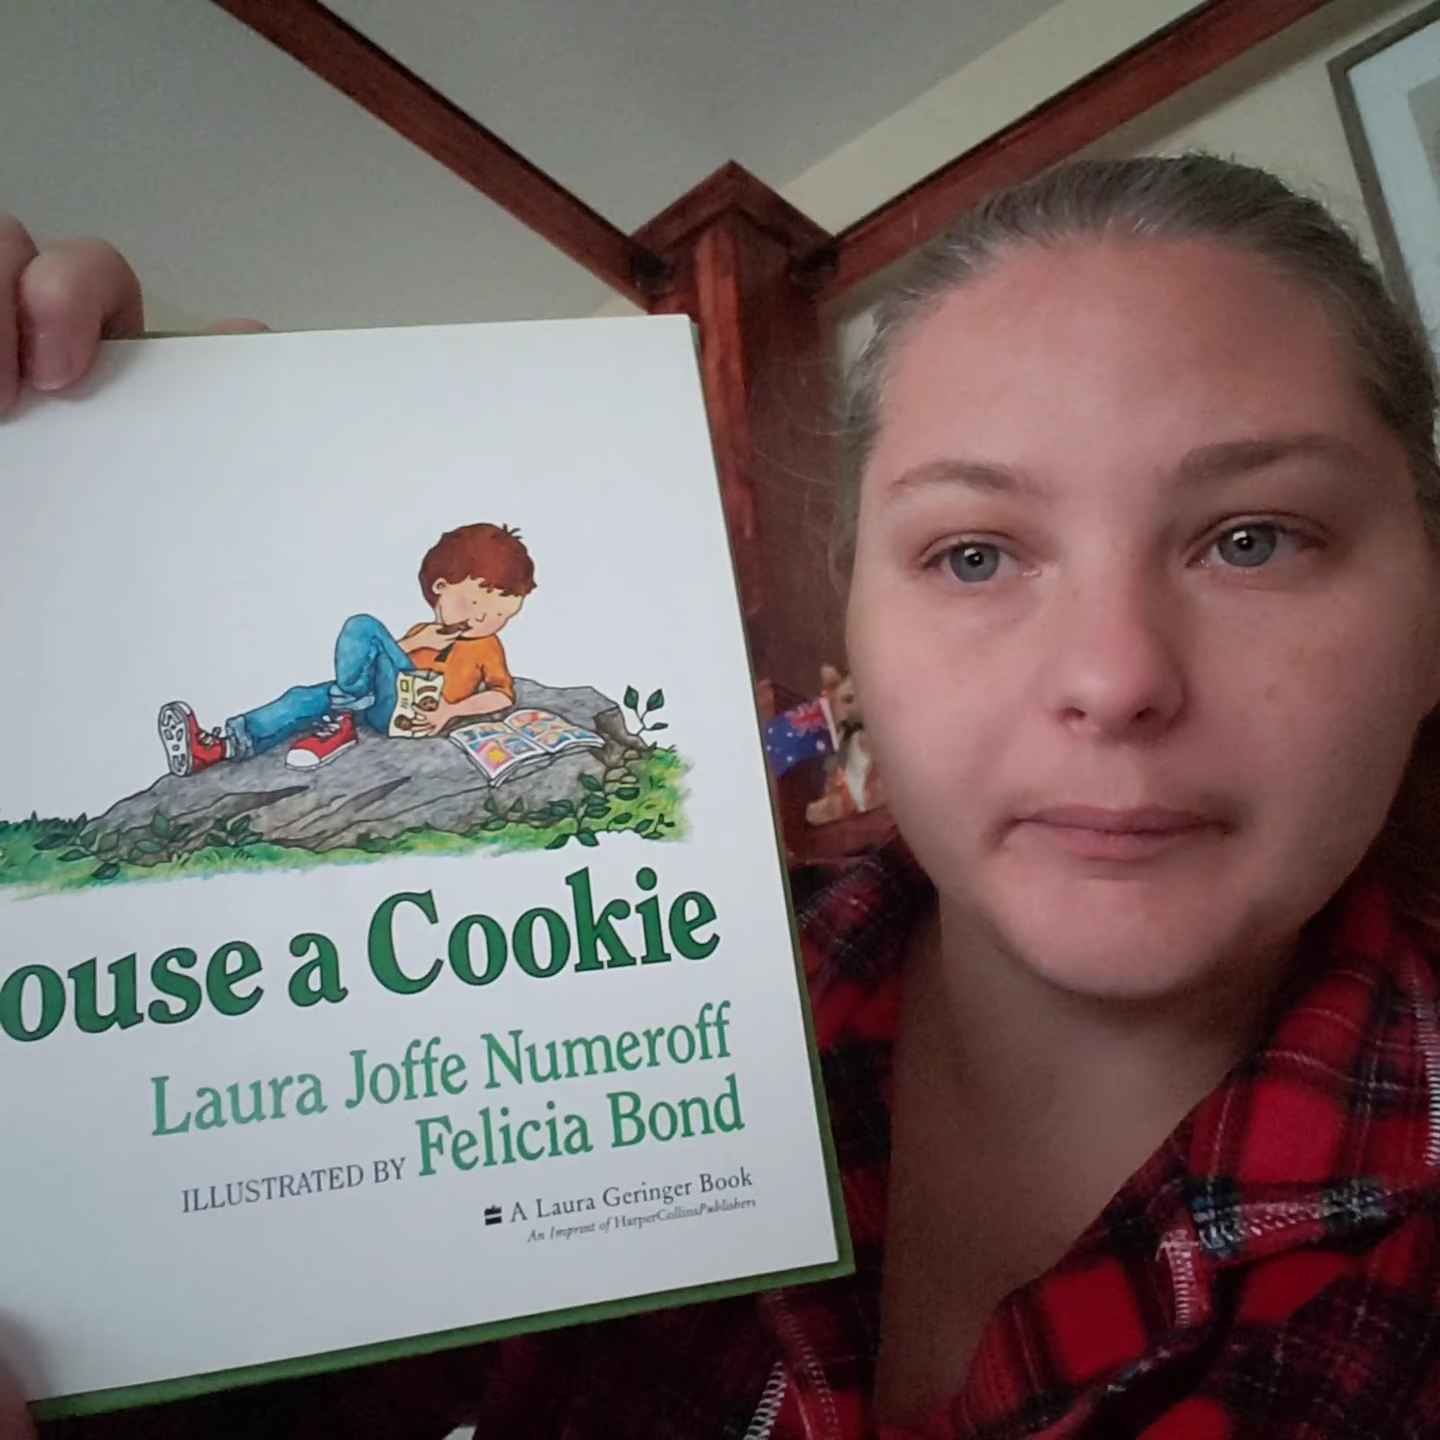 ouse a Cookie
Laura Joffe Numeroff
ILLUSTRATED BY Felicia Bond
A Laura Geringer Book
An Imprint of HarperCollinsPublishers